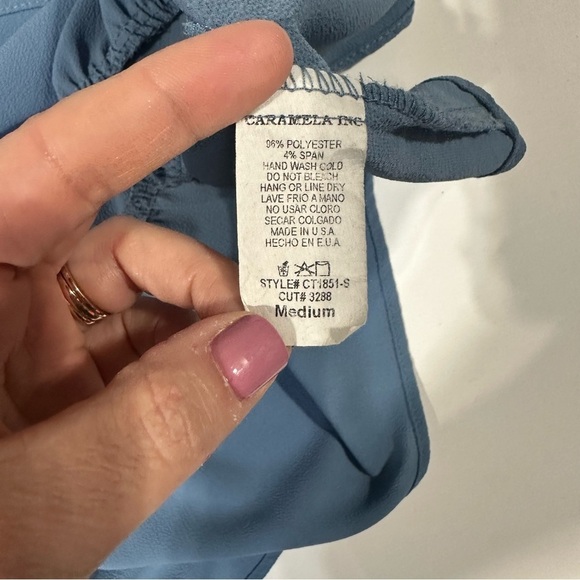 CARAMELA INC
96% POLYESTER
4% SPAN
HAND WASH COLD
DO NOT BLEACH
HANG OR LINE DRY
LAVE FRIO A MANO
NO USAR CLORO
SECAR COLGADO
MADE IN U.S.A
HECHO EN E.U.A.
STYLE# CT1851-S
CUT# 3288
Medium